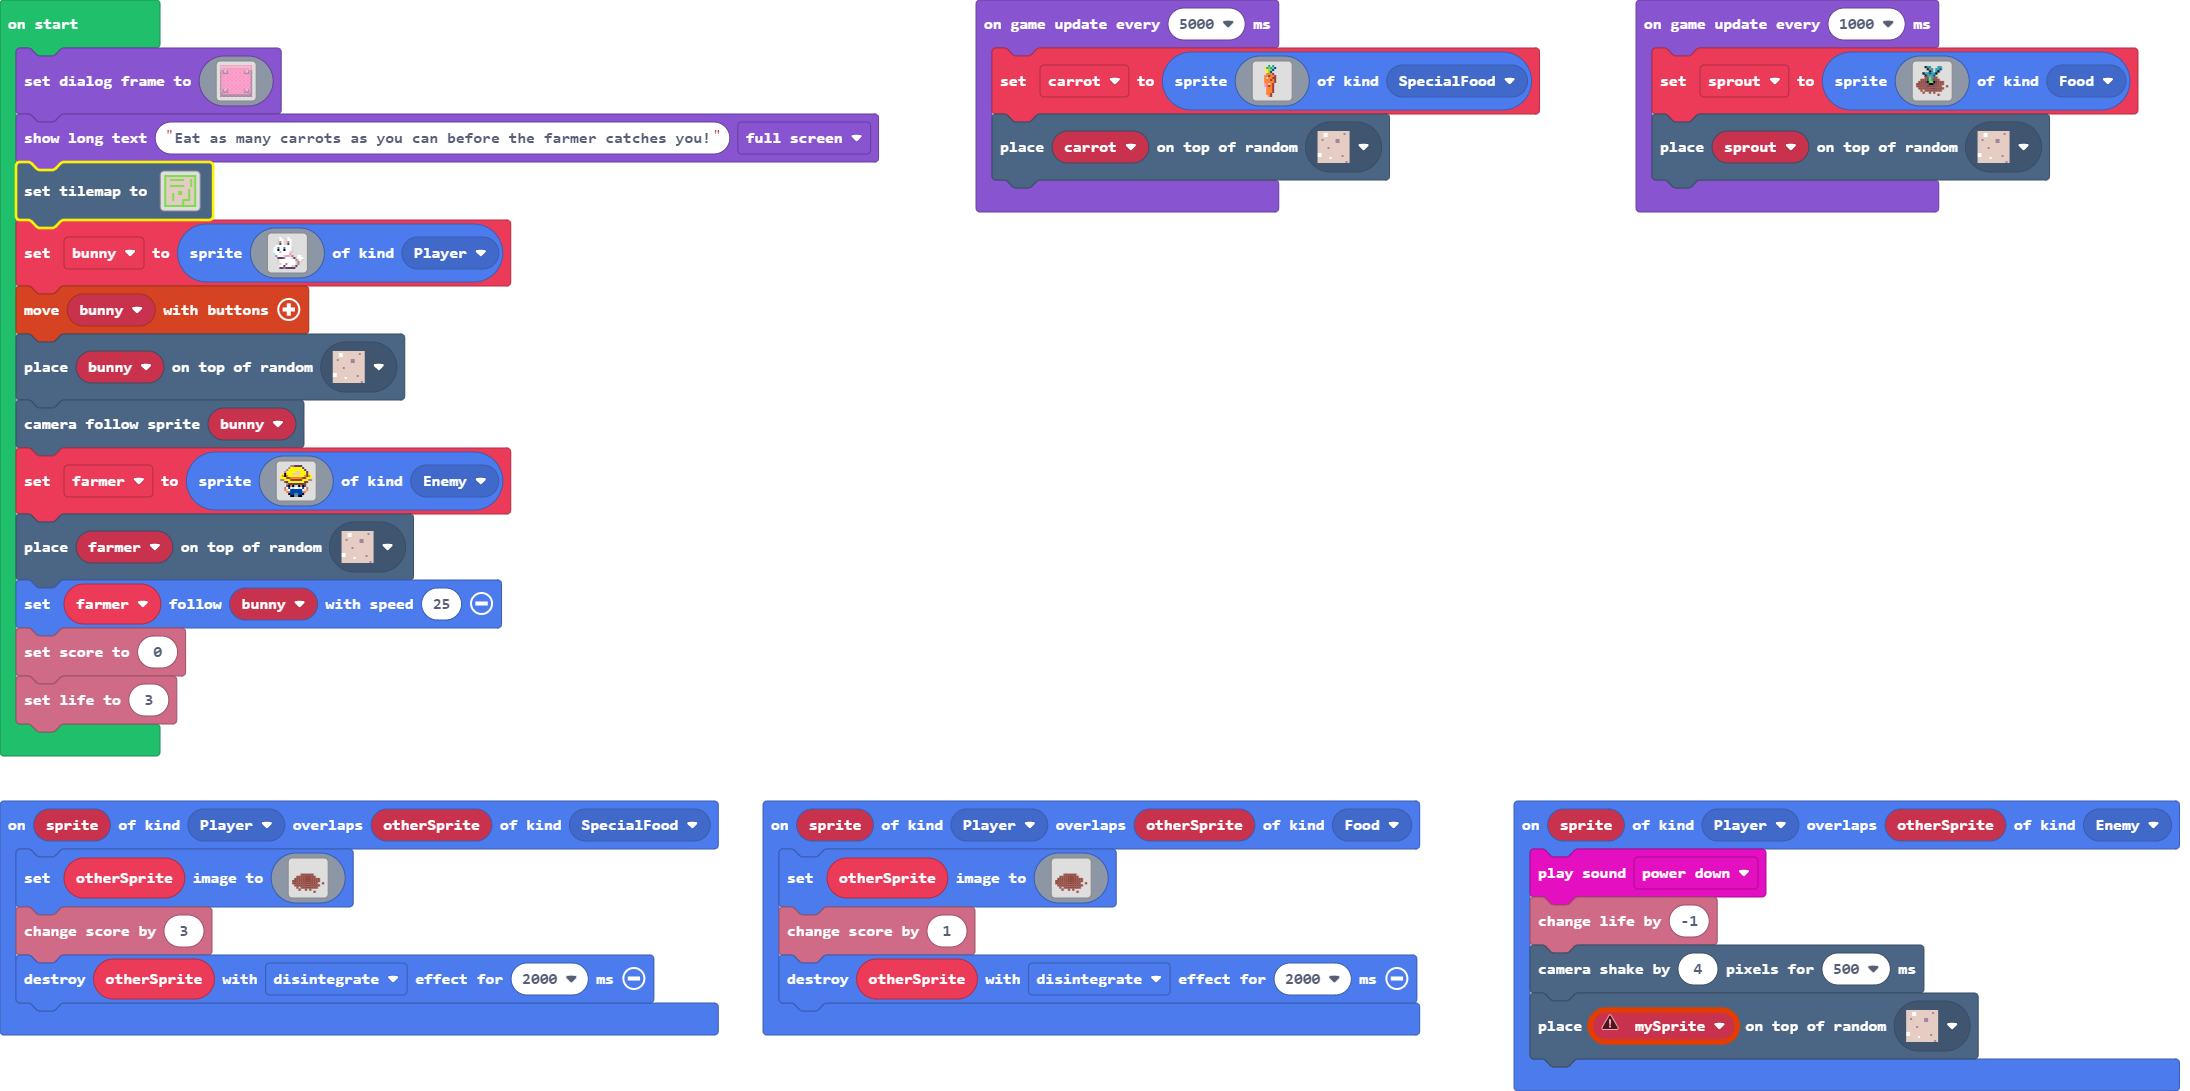 on start
set dialog frame to
show long text "Eat as many carrots as you can before the farmer catches you!" full screen
set tilemap to
set bunny to sprite of kind Player
move bunny with buttons
place bunny on top of random
camera follow sprite bunny
set farmer to sprite of kind Enemy
place farmer on top of random
set farmer follow bunny with speed 25
set score to 0
set life to 3
on game update every 5000 ms
set carrot to sprite of kind SpecialFood
place carrot on top of random
on game update every 1000 ms
set sprout to sprite of kind Food
place sprout on top of random
on sprite of kind Player overlaps otherSprite of kind SpecialFood
set otherSprite image to
change score by 3
destroy otherSprite with disintegrate effect for 2000 ms
on sprite of kind Player overlaps otherSprite of kind Food
set otherSprite image to
change score by 1
destroy otherSprite with disintegrate effect for 2000 ms
on sprite of kind Player overlaps otherSprite of kind Enemy
play sound power down
change life by -1
camera shake by 4 pixels for 500 ms
place mySprite on top of random